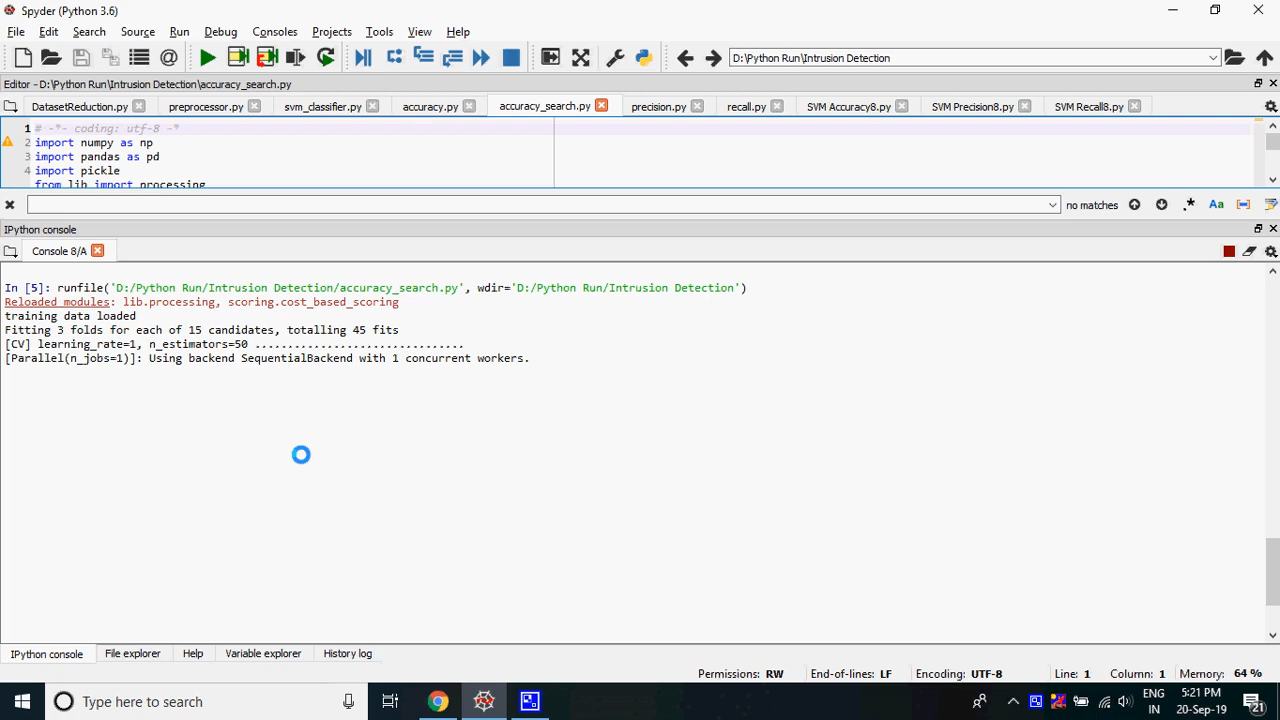 Spyder (Python 3.6)
File Edit Search Source Run Debug Consoles Projects Tools View Help
D:\Python Run\Intrusion Detection
Editor - D:\Python Run\Intrusion Detection\accuracy_search.py
DatasetReduction.py preprocessor.py svm_classifier.py accuracy.py accuracy_search.py precision.py recall.py SVM Accuracy8.py SVM Precision8.py SVM Recall8.py
1 # -*- coding: utf-8 -*
2 import numpy as np
3 import pandas as pd
4 import pickle
from lib import processing
no matches .* Aa
IPython console
Console 8/A
In [5]: runfile('D:/Python Run/Intrusion Detection/accuracy_search.py', wdir='D:/Python Run/Intrusion Detection')
Reloaded modules: lib.processing, scoring.cost_based_scoring
training data loaded
Fitting 3 folds for each of 15 candidates, totalling 45 fits
[CV] learning_rate=1, n_estimators=50 ................................
[Parallel(n_jobs=1)]: Using backend SequentialBackend with 1 concurrent workers.
IPython console File explorer Help Variable explorer History log
Permissions: RW End-of-lines: LF Encoding: UTF-8 Line: 1 Column: 1 Memory: 64 %
Type here to search
ENG 5:21 PM
IN 20-Sep-19 21